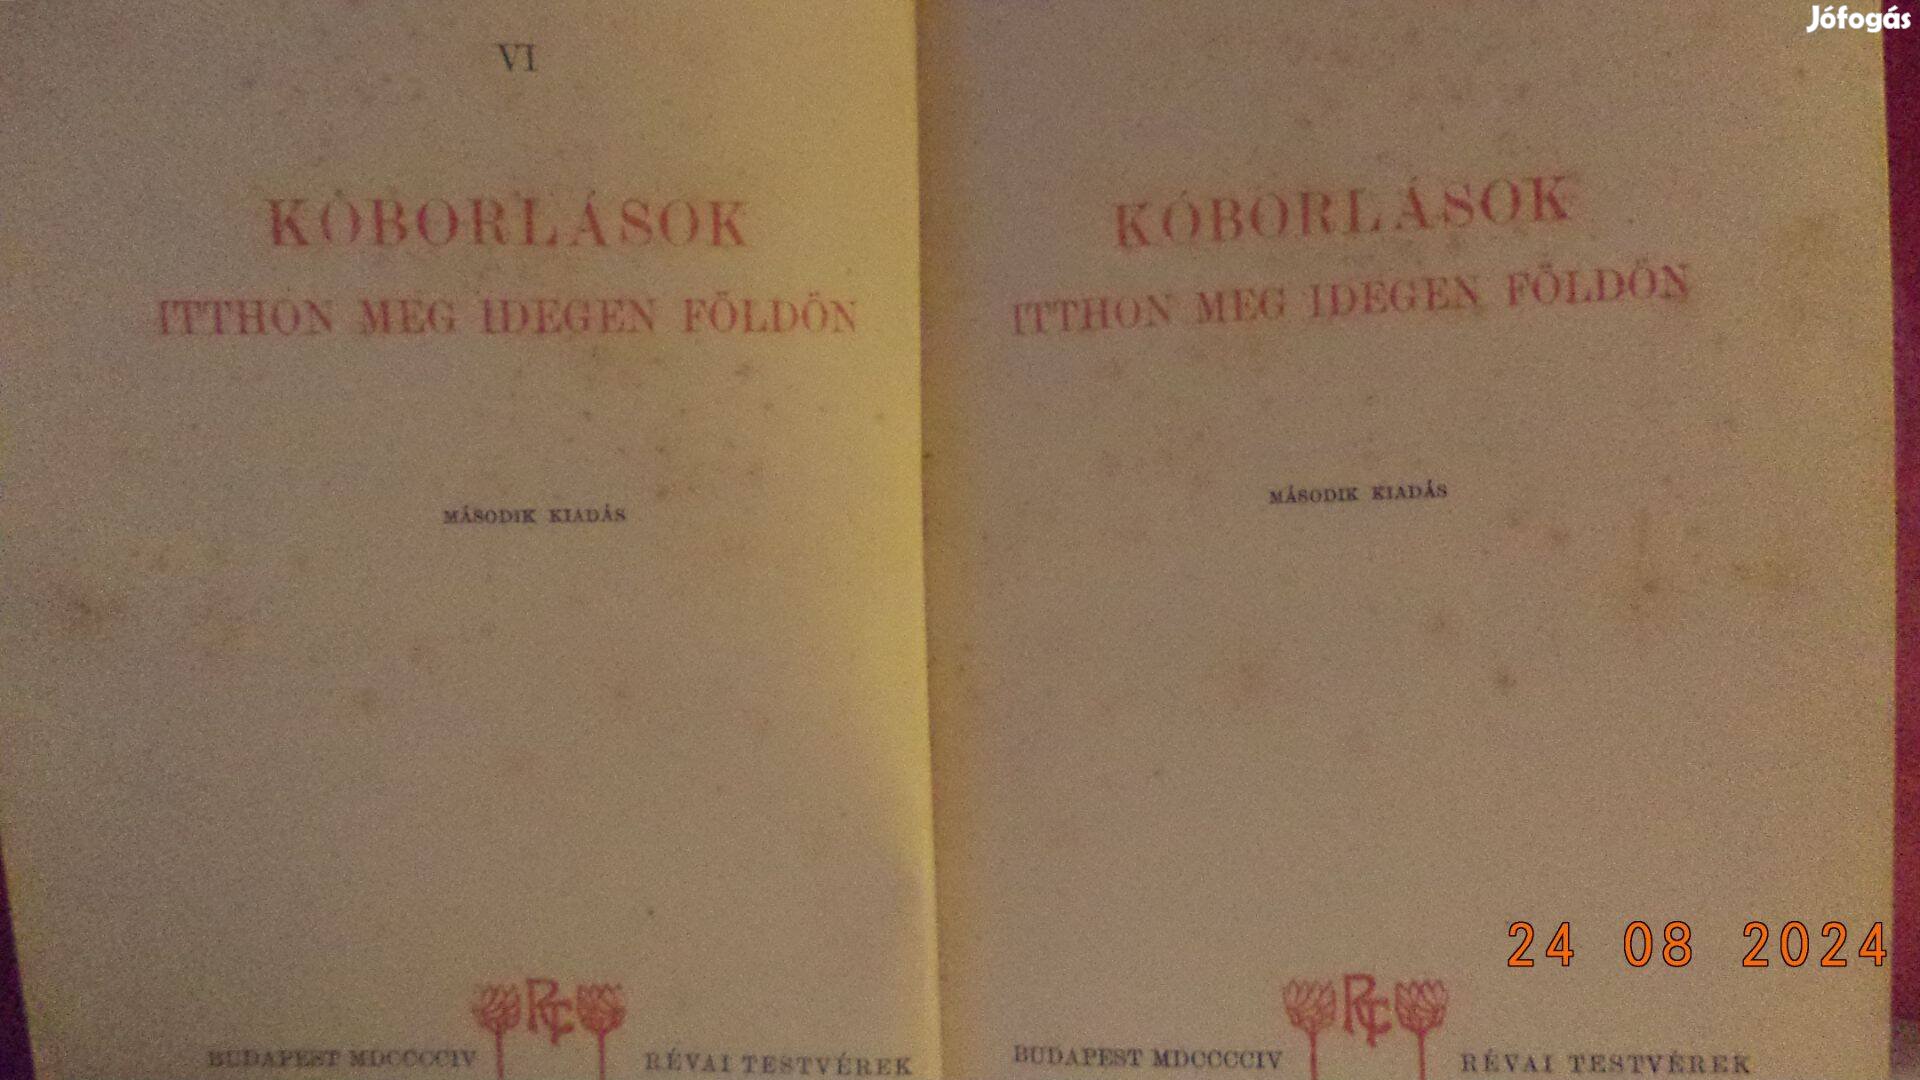 Jófogás
VI
KÓBORLÁSOK
ITTHON MEG IDEGEN FÖLDÖN
MÁSODIK KIADÁS
BUDAPEST MDCCCCIV
RÉVAI TESTVÉREK
KÓBORLÁSOK
ITTHON MEG IDEGEN FÖLDÖN
MÁSODIK KIADÁS
BUDAPEST MDCCCCIV
RÉVAI TESTVÉREK
24 08 2024